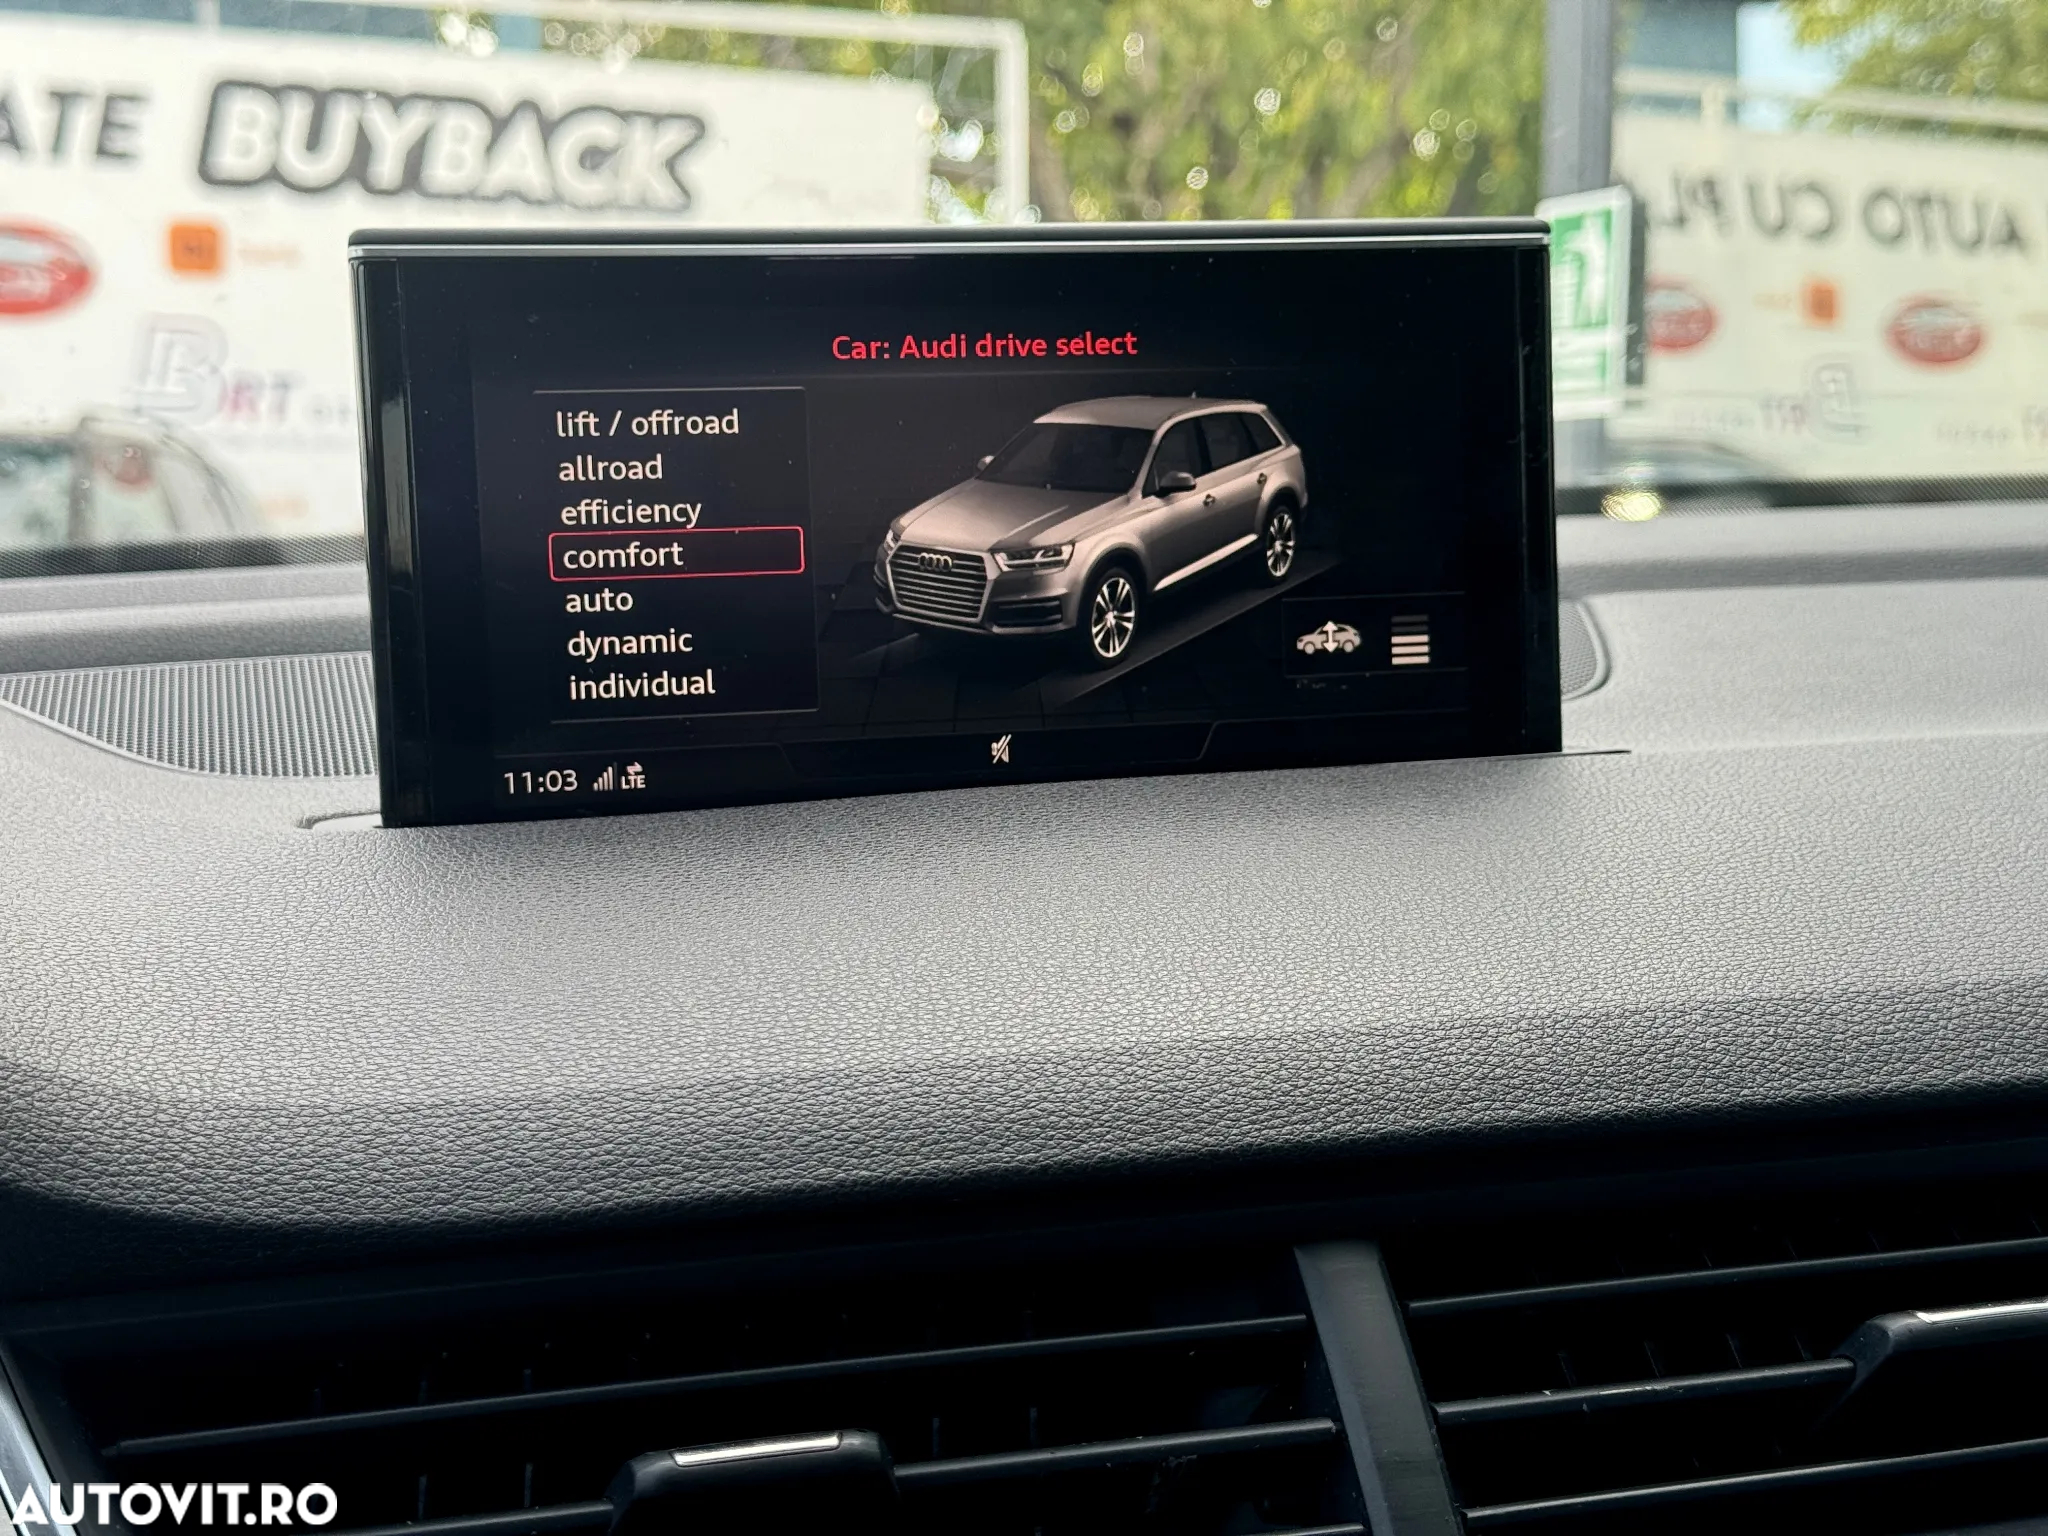 ATE BUYBACK
AUTO CU PL
Car: Audi drive select
lift / offroad
allroad
efficiency
comfort
auto
dynamic
individual
11:03 LTE
AUTOVIT.RO